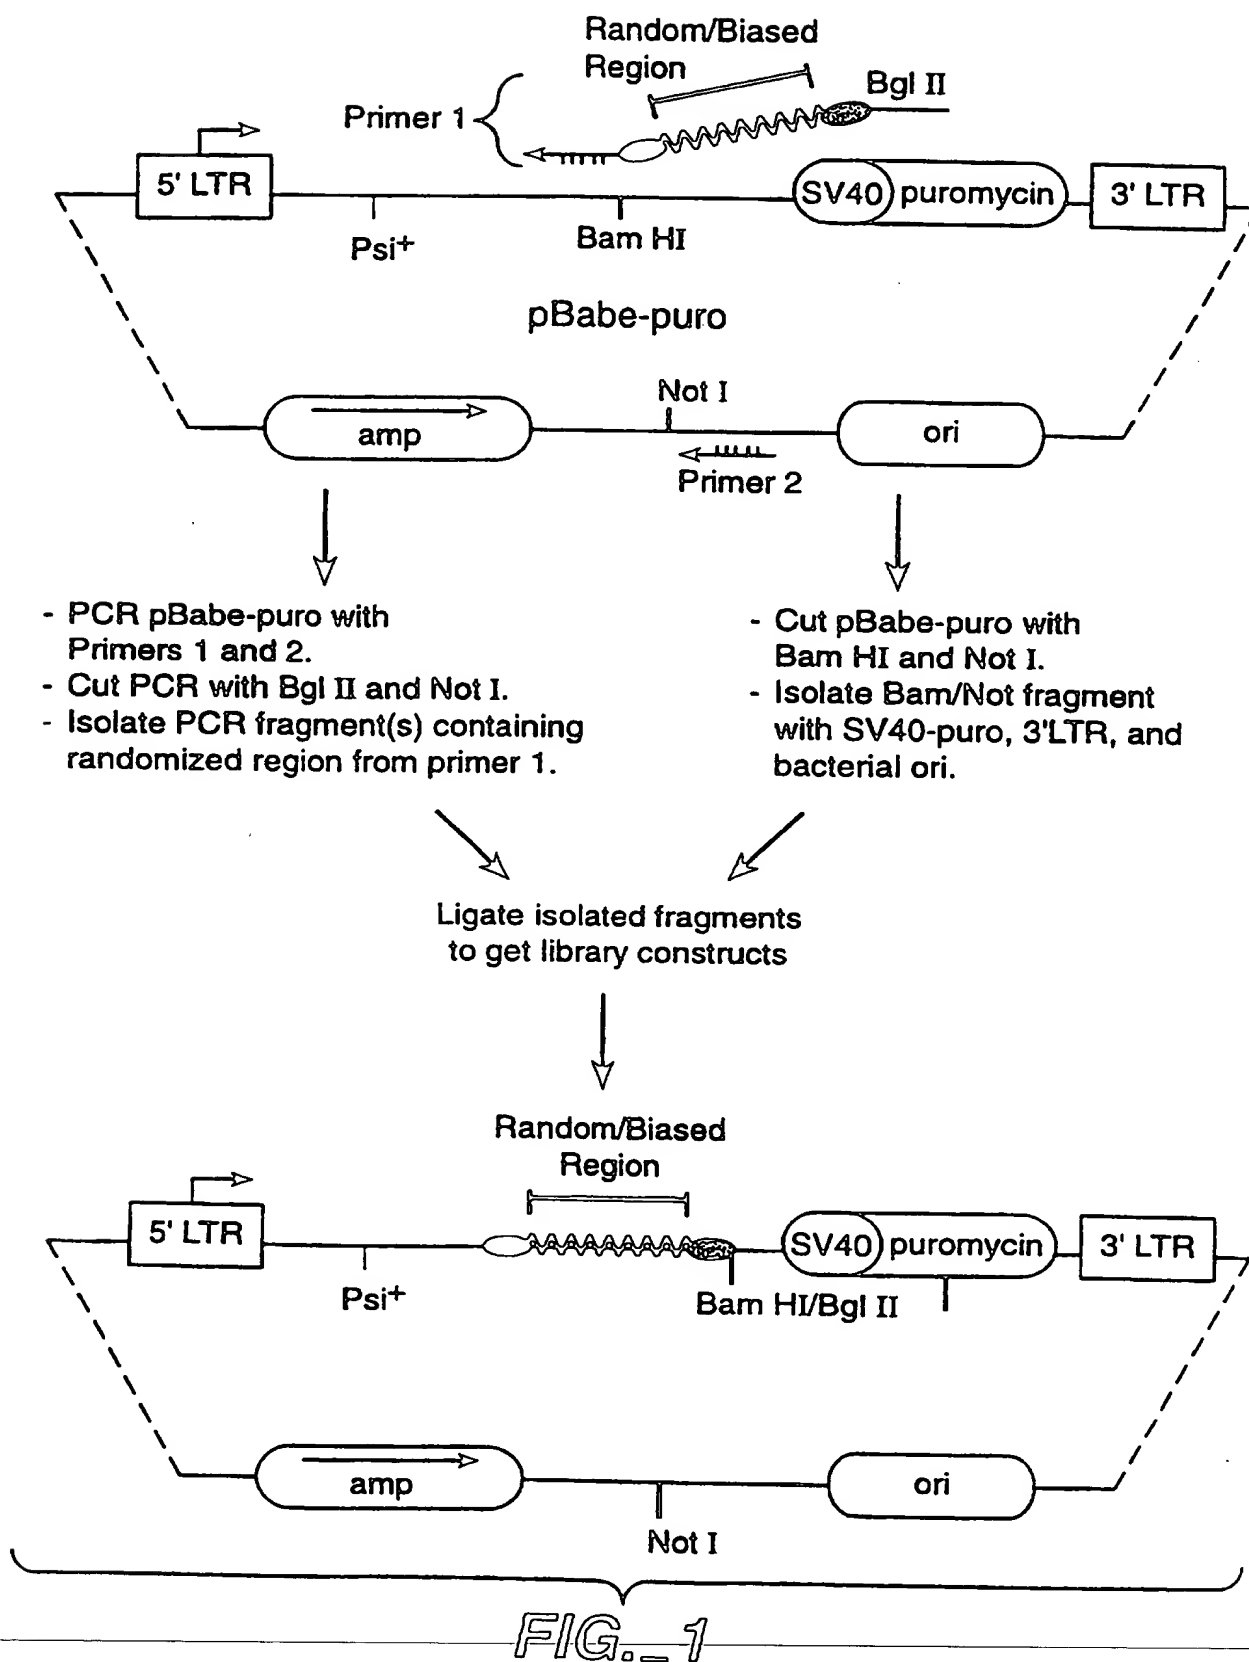 Random/Biased
Region
Bgl II
Primer 1
5' LTR
SV40 puromycin
3' LTR
Psi+
Bam HI
pBabe-puro
Not I
amp
ori
Primer 2
- PCR pBabe-puro with
Primers 1 and 2.
- Cut PCR with Bgl II and Not I.
- Isolate PCR fragment(s) containing
randomized region from primer 1.
- Cut pBabe-puro with
Bam HI and Not I.
- Isolate Bam/Not fragment
with SV40-puro, 3'LTR, and
bacterial ori.
Ligate isolated fragments
to get library constructs
Random/Biased
Region
5' LTR
SV40 puromycin
3' LTR
Psi+
Bam HI/Bgl II
amp
ori
Not I
FIG._1